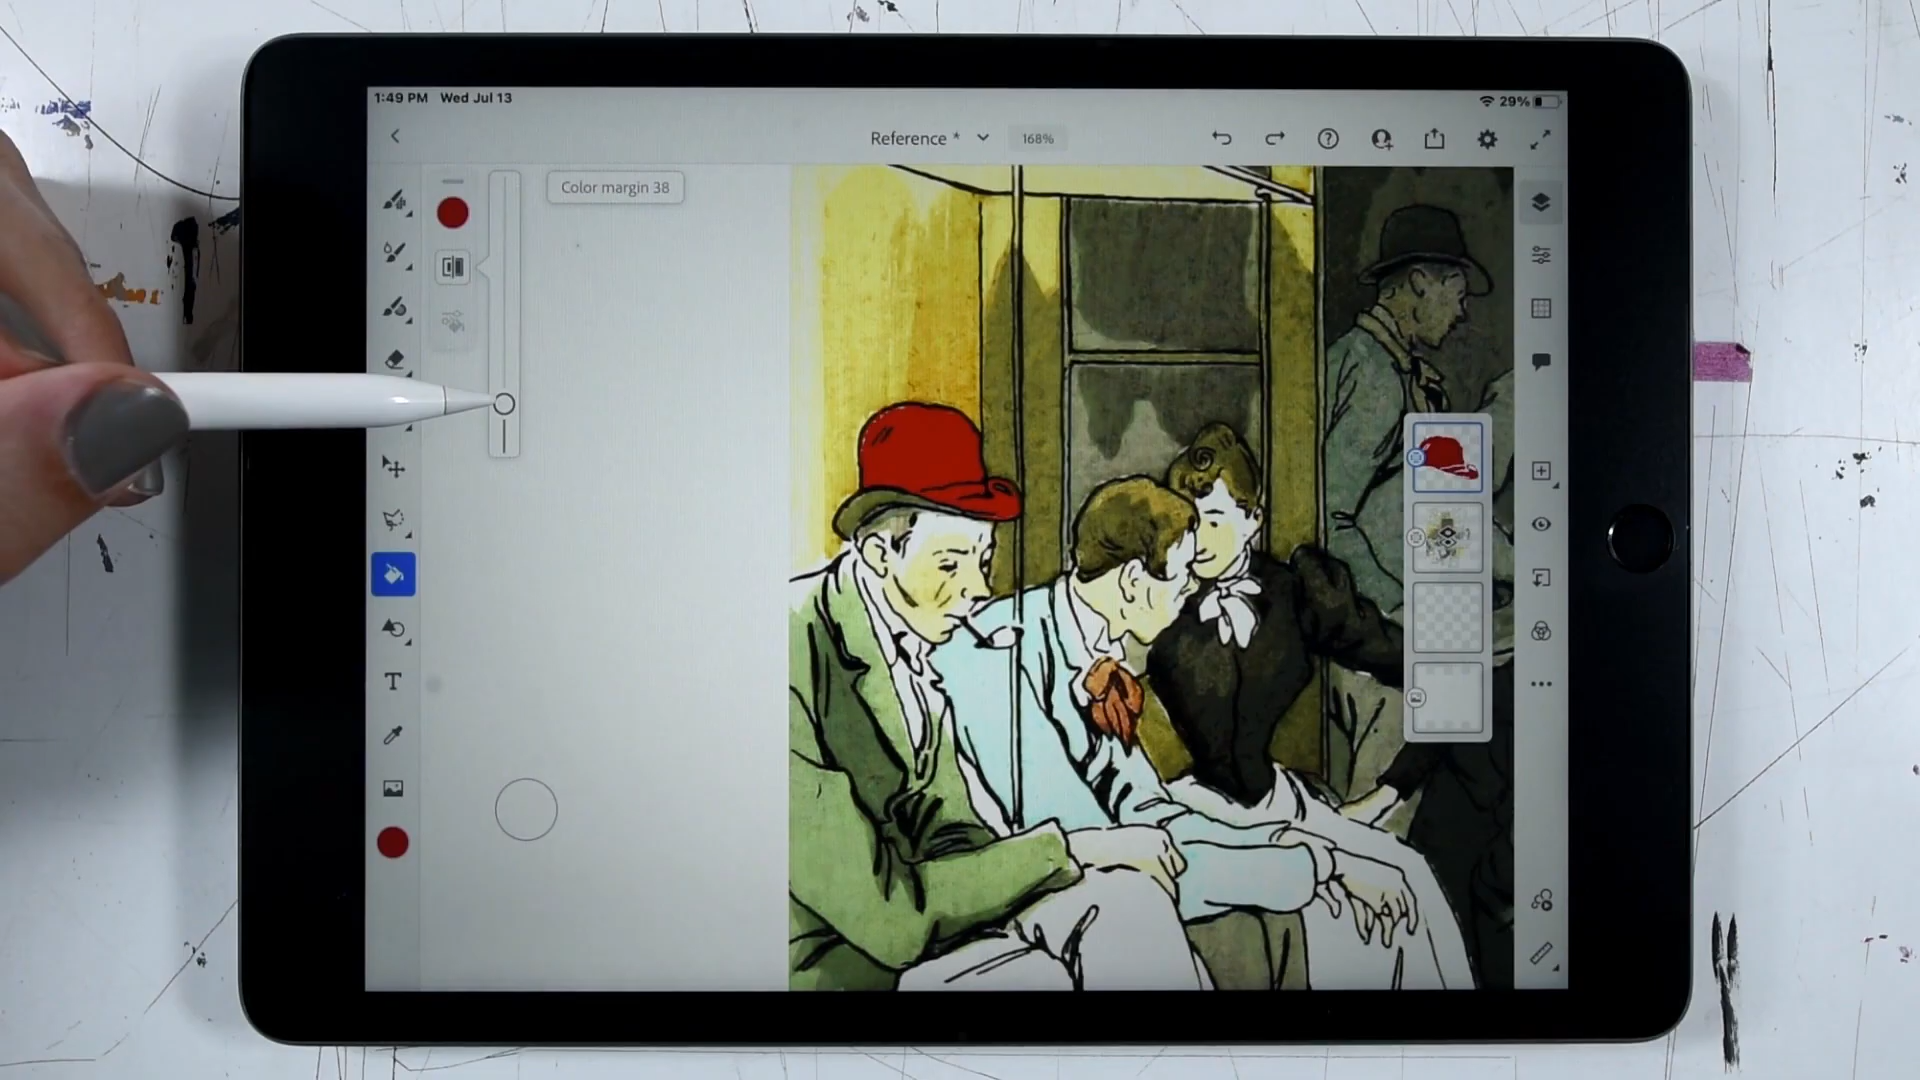 1:49 PM Wed Jul 13
29%
Reference *
168%
Color margin 38
T